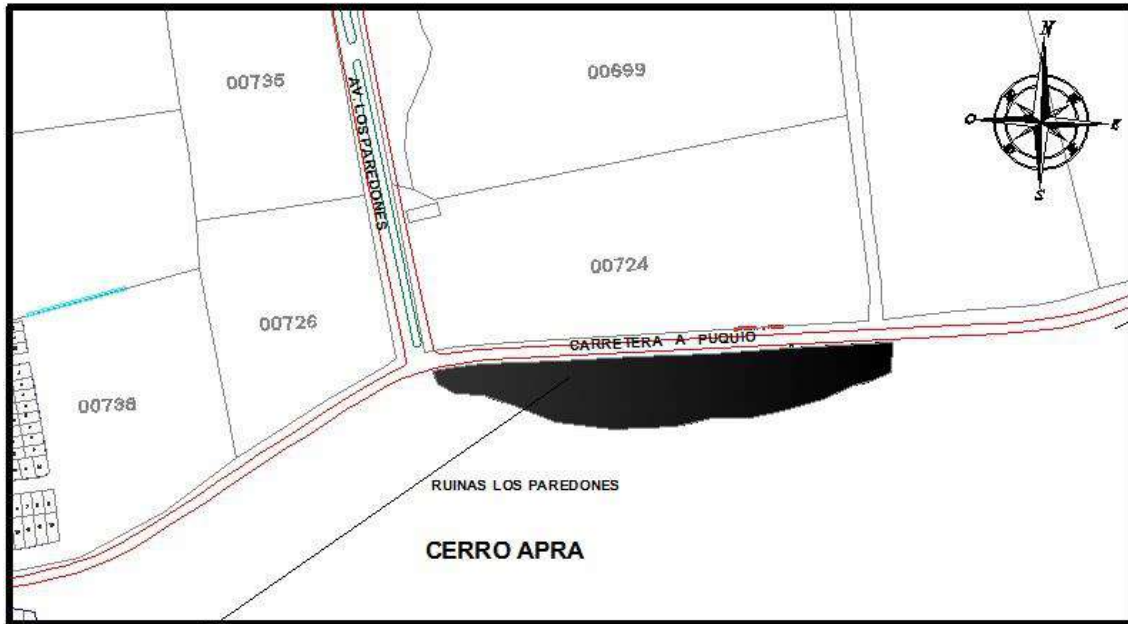 N
00735
00699
AV. LOS PAREDONES
O
E
S
00724
00726
CARRETERA A PUQUIO
00738
RUINAS LOS PAREDONES
CERRO APRA